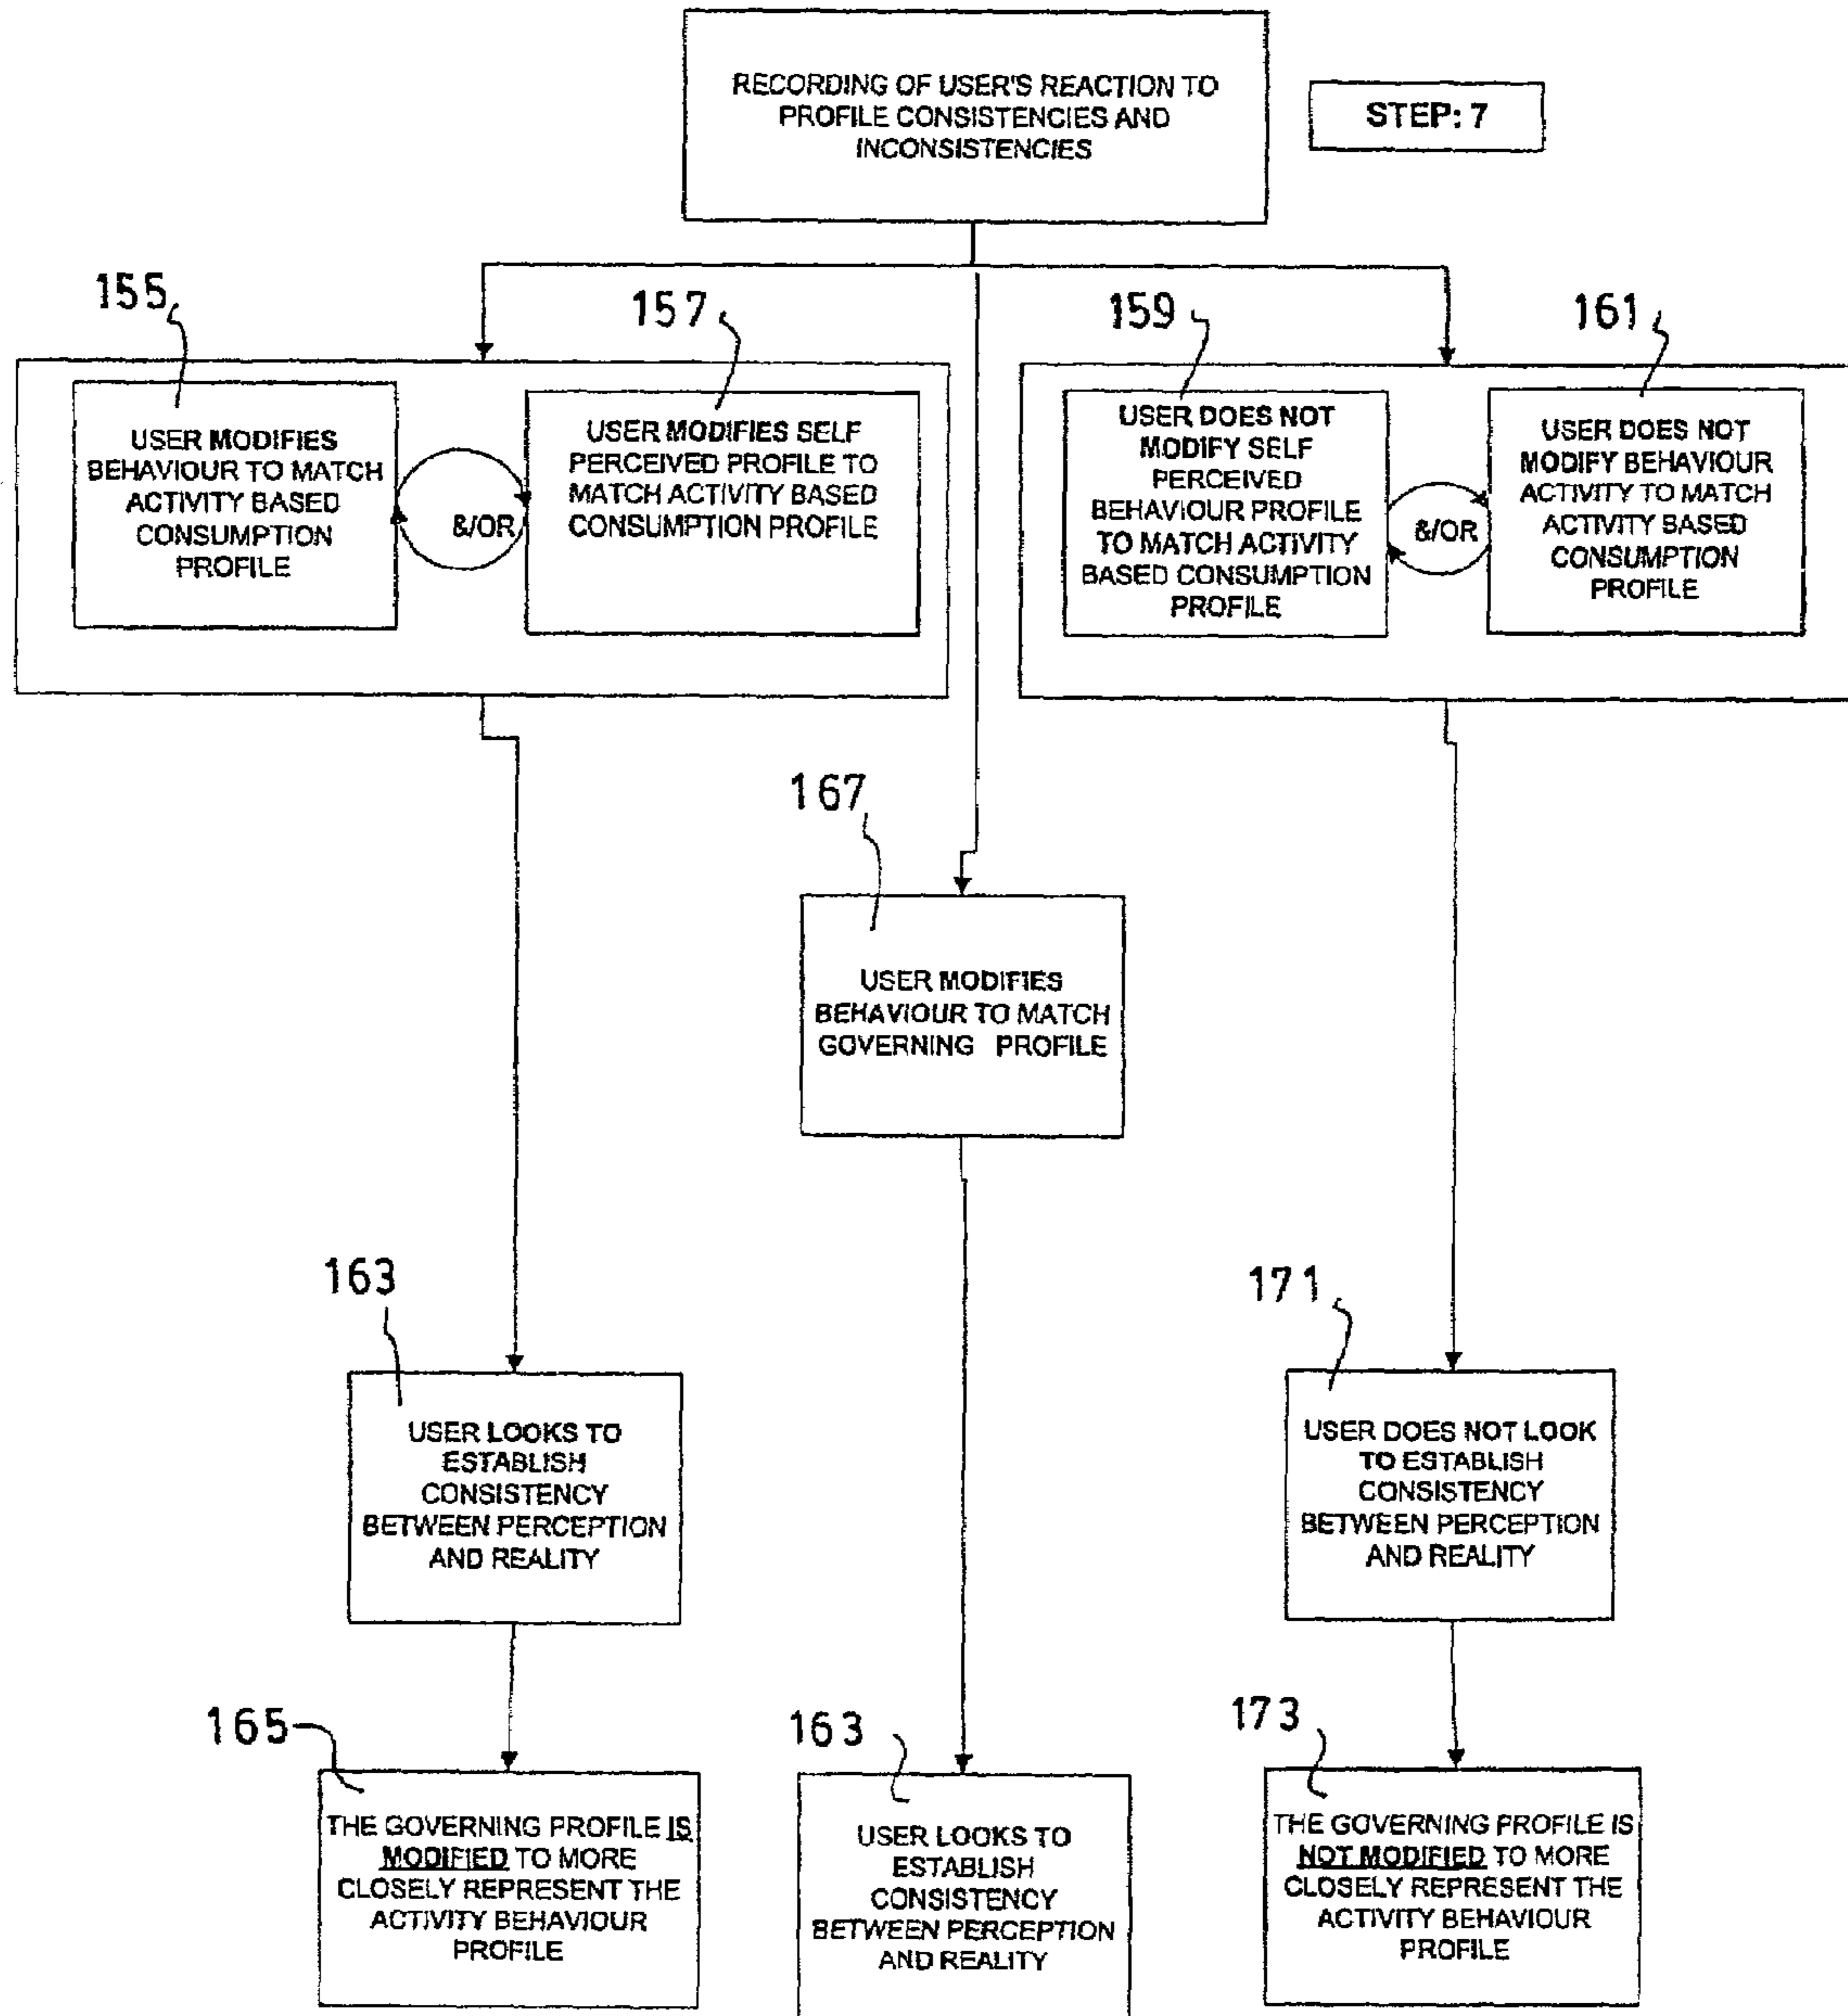 RECORDING OF USER'S REACTION TO
PROFILE CONSISTENCIES AND
INCONSISTENCIES
STEP: 7
155
157
159
161
USER MODIFIES
BEHAVIOUR TO MATCH
ACTIVITY BASED
CONSUMPTION
PROFILE
&/OR
USER MODIFIES SELF
PERCEIVED PROFILE TO
MATCH ACTIVITY BASED
CONSUMPTION PROFILE
USER DOES NOT
MODIFY SELF
PERCEIVED
BEHAVIOUR PROFILE
TO MATCH ACTIVITY
BASED CONSUMPTION
PROFILE
&/OR
USER DOES NOT
MODIFY BEHAVIOUR
ACTIVITY TO MATCH
ACTIVITY BASED
CONSUMPTION
PROFILE
167
USER MODIFIES
BEHAVIOUR TO MATCH
GOVERNING PROFILE
163
USER LOOKS TO
ESTABLISH
CONSISTENCY
BETWEEN PERCEPTION
AND REALITY
171
USER DOES NOT LOOK
TO ESTABLISH
CONSISTENCY
BETWEEN PERCEPTION
AND REALITY
165
THE GOVERNING PROFILE IS
MODIFIED TO MORE
CLOSELY REPRESENT THE
ACTIVITY BEHAVIOUR
PROFILE
163
USER LOOKS TO
ESTABLISH
CONSISTENCY
BETWEEN PERCEPTION
AND REALITY
173
THE GOVERNING PROFILE IS
NOT MODIFIED TO MORE
CLOSELY REPRESENT THE
ACTIVITY BEHAVIOUR
PROFILE